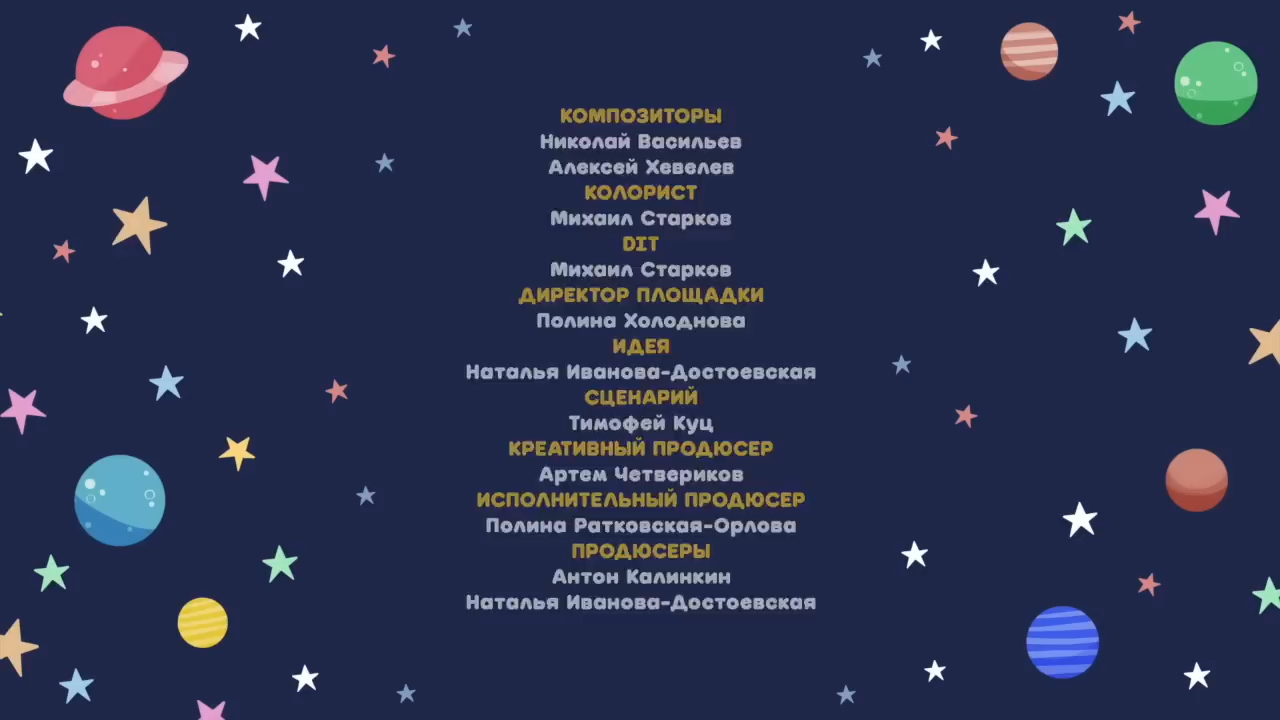 КОМПОЗИТОРЫ
Николай Васильев
Алексей Хевелев
КОЛОРИСТ
Михаил Старков
DIT
Михаил Старков
ДИРЕКТОР ПЛОЩАДКИ
Полина Холоднова
ИДЕЯ
Наталья Иванова-Достоевская
СЦЕНАРИЙ
Тимофей Куц
КРЕАТИВНЫЙ ПРОДЮСЕР
Артем Четвериков
ИСПОЛНИТЕЛЬНЫЙ ПРОДЮСЕР
Полина Ратковская-Орлова
ПРОДЮСЕРЫ
Антон Калинкин
Наталья Иванова-Достоевская